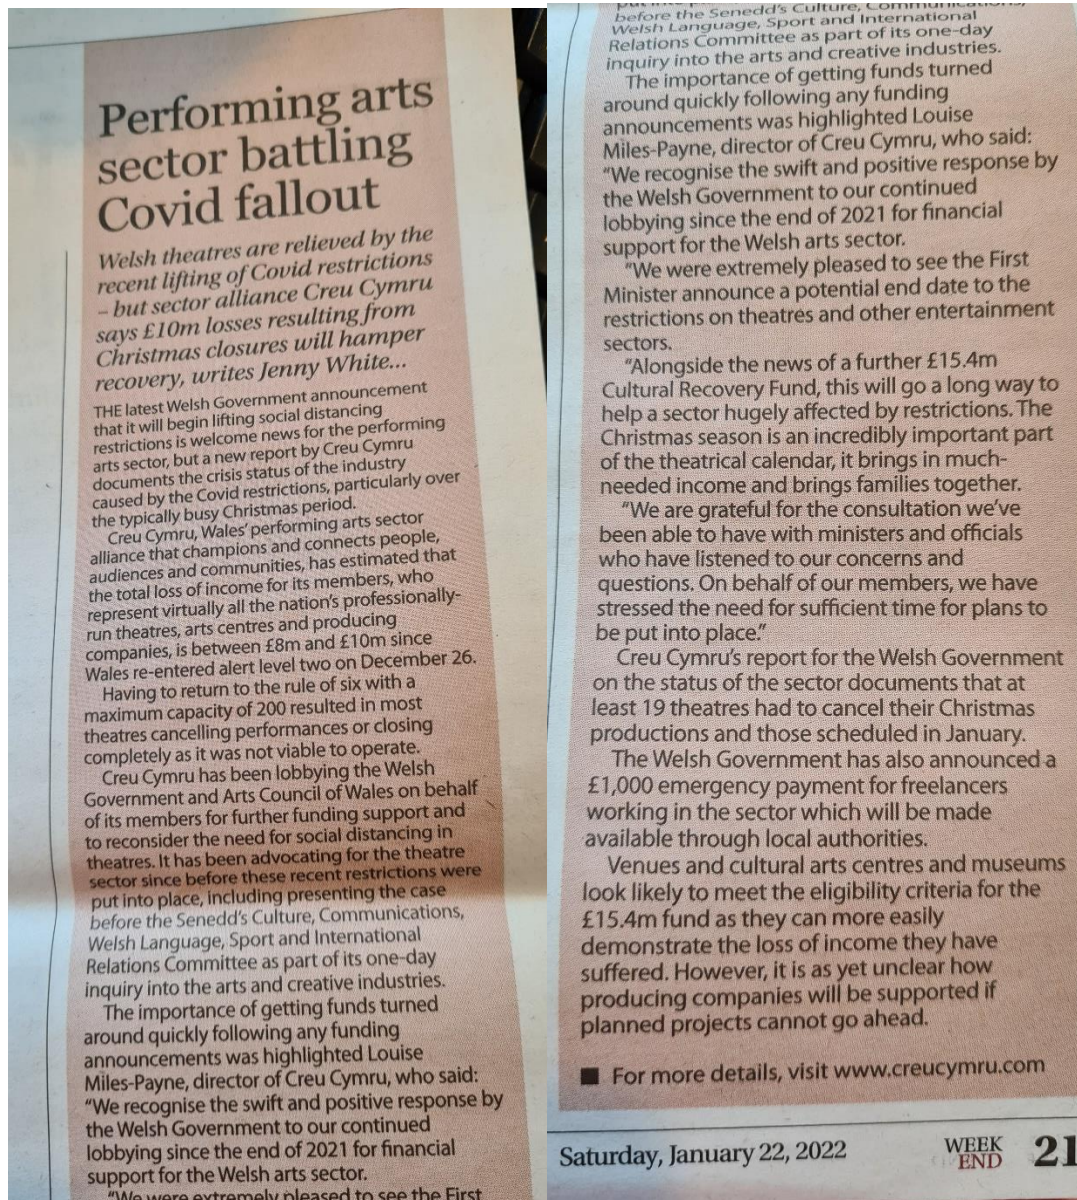 Performing arts
sector battling
Covid fallout
Welsh theatres are relieved by the
recent lifting of Covid restrictions
– but sector alliance Creu Cymru
says £10m losses resulting from
Christmas closures will hamper
recovery, writes Jenny White...
THE latest Welsh Government announcement
that it will begin lifting social distancing
restrictions is welcome news for the performing
arts sector, but a new report by Creu Cymru
documents the crisis status of the industry
caused by the Covid restrictions, particularly over
the typically busy Christmas period.
Creu Cymru, Wales' performing arts sector
alliance that champions and connects people,
audiences and communities, has estimated that
the total loss of income for its members, who
represent virtually all the nation's professionally-
run theatres, arts centres and producing
companies, is between £8m and £10m since
Wales re-entered alert level two on December 26.
Having to return to the rule of six with a
maximum capacity of 200 resulted in most
theatres cancelling performances or closing
completely as it was not viable to operate.
Creu Cymru has been lobbying the Welsh
Government and Arts Council of Wales on behalf
of its members for further funding support and
to reconsider the need for social distancing in
theatres. It has been advocating for the theatre
sector since before these recent restrictions were
put into place, including presenting the case
before the Senedd's Culture, Communications,
Welsh Language, Sport and International
Relations Committee as part of its one-day
inquiry into the arts and creative industries.
The importance of getting funds turned
around quickly following any funding
announcements was highlighted Louise
Miles-Payne, director of Creu Cymru, who said:
"We recognise the swift and positive response by
the Welsh Government to our continued
lobbying since the end of 2021 for financial
support for the Welsh arts sector.
"We were extremely pleased to see the First
put into place, including presenting the case
before the Senedd's Culture, Communications,
Welsh Language, Sport and International
Relations Committee as part of its one-day
inquiry into the arts and creative industries.
The importance of getting funds turned
around quickly following any funding
announcements was highlighted Louise
Miles-Payne, director of Creu Cymru, who said:
"We recognise the swift and positive response by
the Welsh Government to our continued
lobbying since the end of 2021 for financial
support for the Welsh arts sector.
"We were extremely pleased to see the First
Minister announce a potential end date to the
restrictions on theatres and other entertainment
sectors.
"Alongside the news of a further £15.4m
Cultural Recovery Fund, this will go a long way to
help a sector hugely affected by restrictions. The
Christmas season is an incredibly important part
of the theatrical calendar, it brings in much-
needed income and brings families together.
"We are grateful for the consultation we've
been able to have with ministers and officials
who have listened to our concerns and
questions. On behalf of our members, we have
stressed the need for sufficient time for plans to
be put into place."
Creu Cymru's report for the Welsh Government
on the status of the sector documents that at
least 19 theatres had to cancel their Christmas
productions and those scheduled in January.
The Welsh Government has also announced a
£1,000 emergency payment for freelancers
working in the sector which will be made
available through local authorities.
Venues and cultural arts centres and museums
look likely to meet the eligibility criteria for the
£15.4m fund as they can more easily
demonstrate the loss of income they have
suffered. However, it is as yet unclear how
producing companies will be supported if
planned projects cannot go ahead.
■ For more details, visit www.creucymru.com
Saturday, January 22, 2022 WEEK END 21